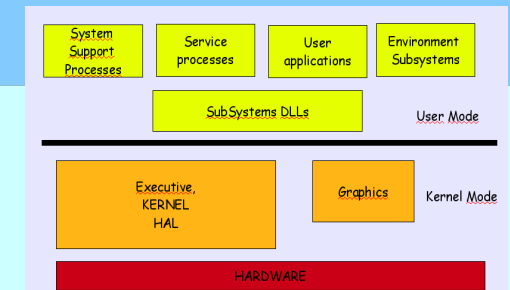 System
Support
Processes
Service
processes
User
applications
Environment
Subsystems
SubSystems DLLs
User Mode
Executive,
KERNEL
HAL
Graphics
Kernel Mode
HARDWARE